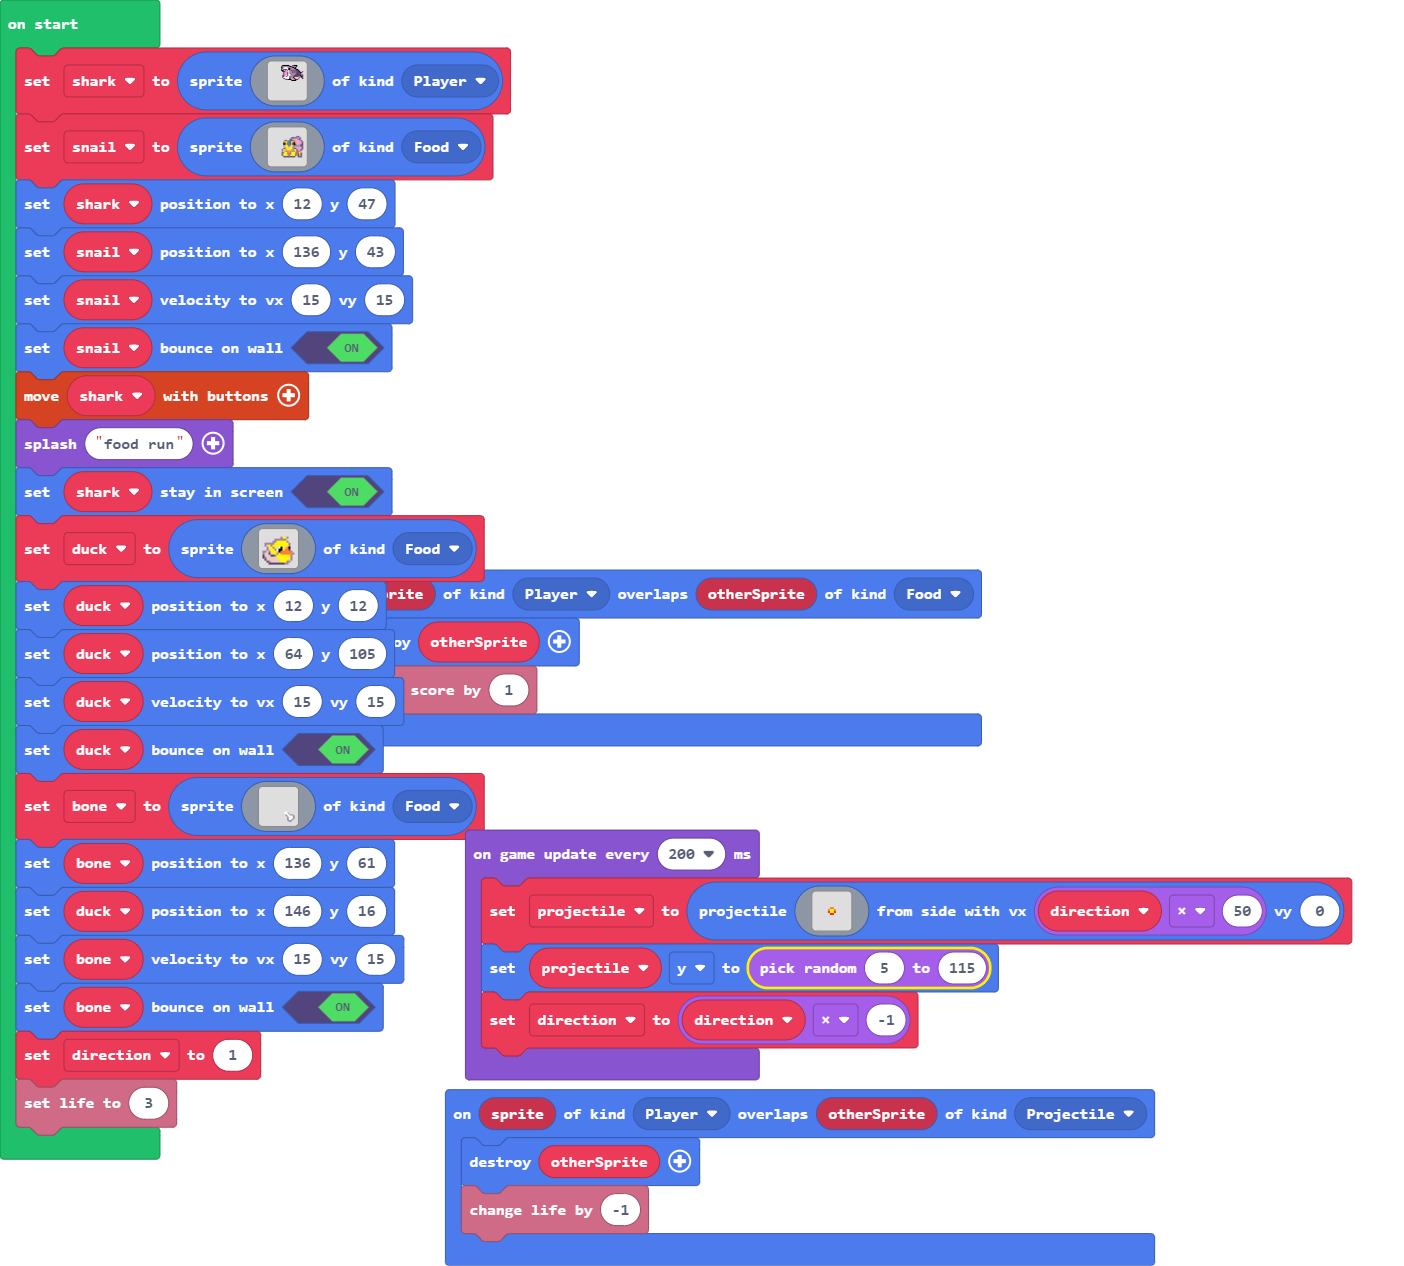 on start
set shark to sprite of kind Player
set snail to sprite of kind Food
set shark position to x 12 y 47
set snail position to x 136 y 43
set snail velocity to vx 15 vy 15
set snail bounce on wall ON
move shark with buttons
splash "food run"
set shark stay in screen ON
set duck to sprite of kind Food
set duck position to x 12 y 12
set duck position to x 64 y 105
set duck velocity to vx 15 vy 15
set duck bounce on wall ON
set bone to sprite of kind Food
set bone position to x 136 y 61
set duck position to x 146 y 16
set bone velocity to vx 15 vy 15
set bone bounce on wall ON
set direction to 1
set life to 3
of kind Player overlaps otherSprite of kind Food
otherSprite
score by 1
on game update every 200 ms
set projectile to projectile from side with vx direction × 50 vy 0
set projectile y to pick random 5 to 115
set direction to direction × -1
on sprite of kind Player overlaps otherSprite of kind Projectile
destroy otherSprite
change life by -1